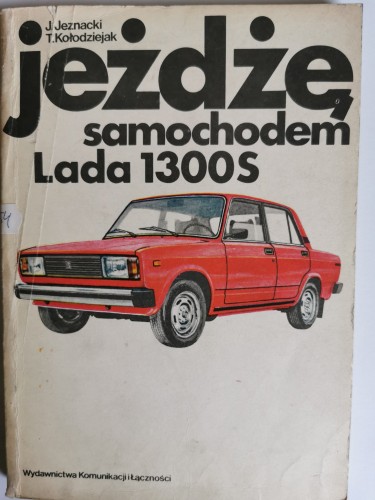 J. Jeznacki
T. Kołodziejak
jeżdżę
samochodem
Lada 1300S
Wydawnictwa Komunikacji i Łączności